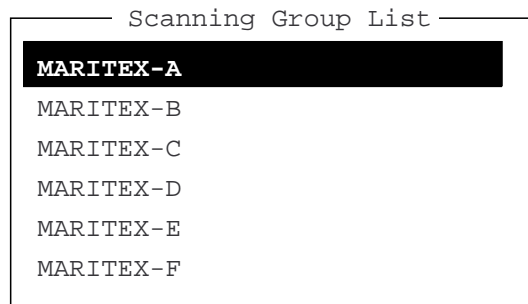 Scanning Group List
MARITEX-A
MARITEX-B
MARITEX-C
MARITEX-D
MARITEX-E
MARITEX-F